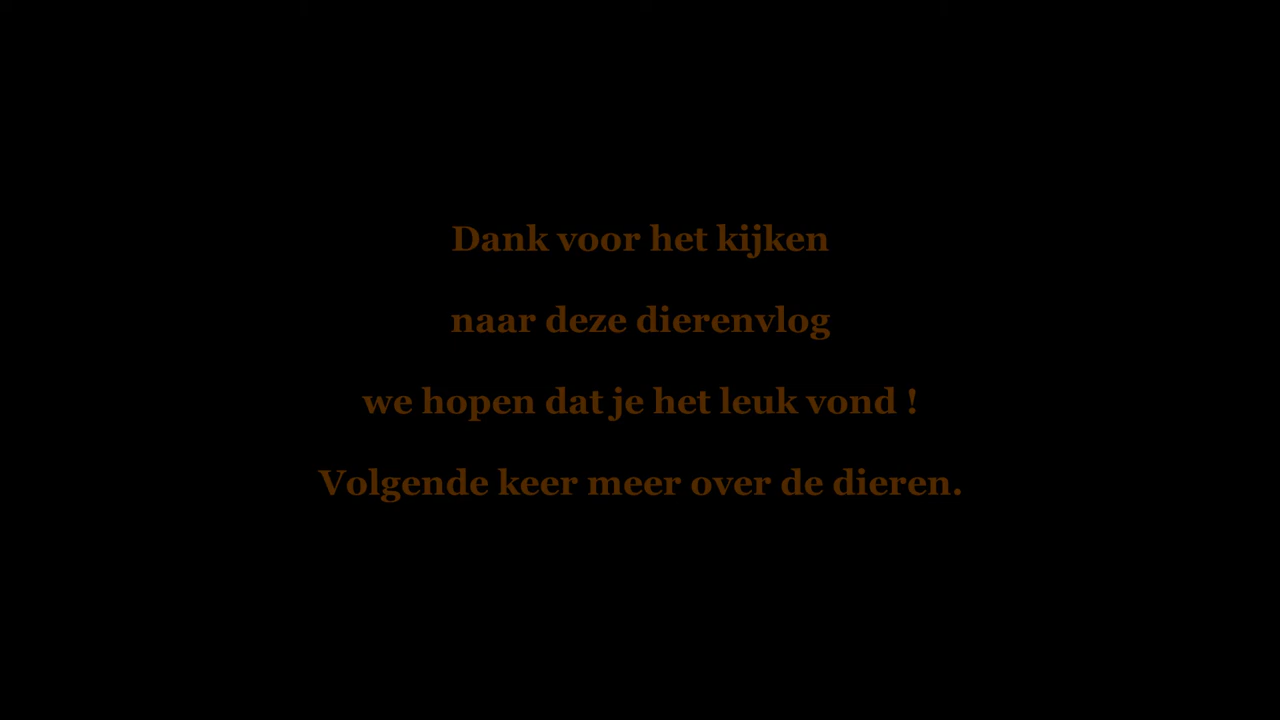 Dank voor het kijken
naar deze dierenvlog
we hopen dat je het leuk vond !
Volgende keer meer over de dieren.